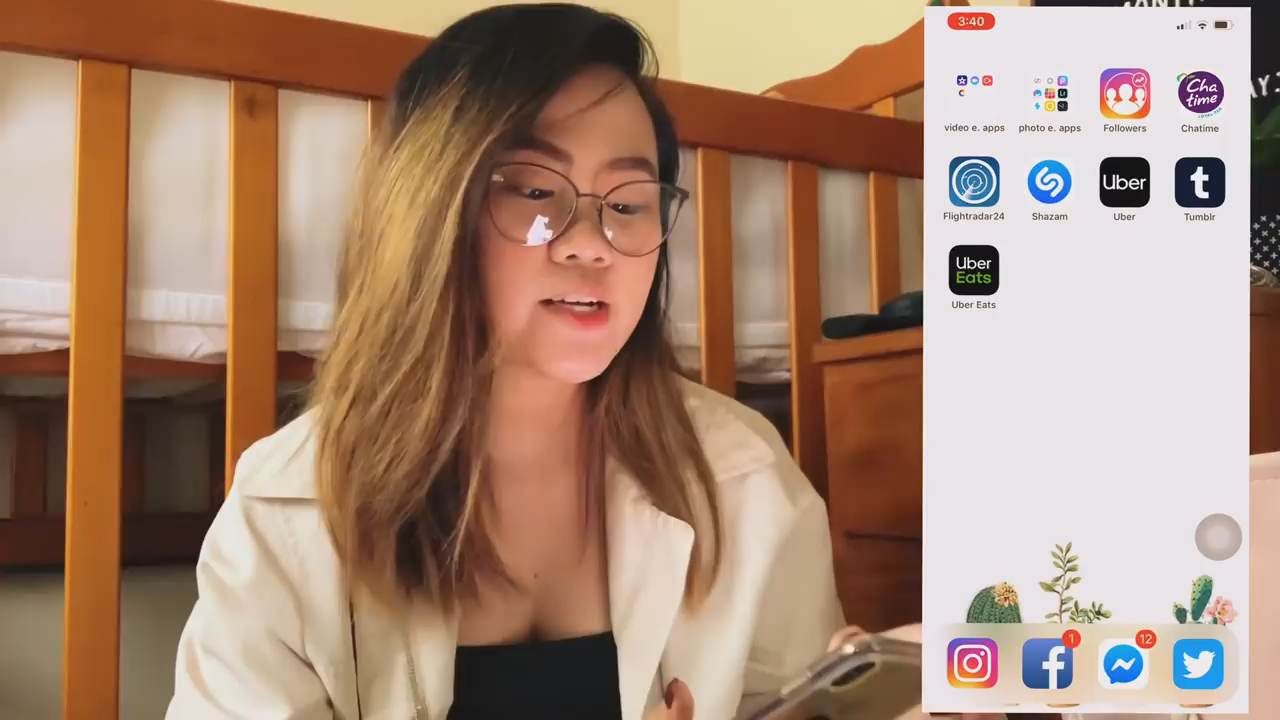 3:40
video e. apps
photo e. apps
Followers
Cha
time
Chatime
Flightradar24
Shazam
Uber
Uber
t
Tumblr
Uber
Eats
Uber Eats
f
1
12